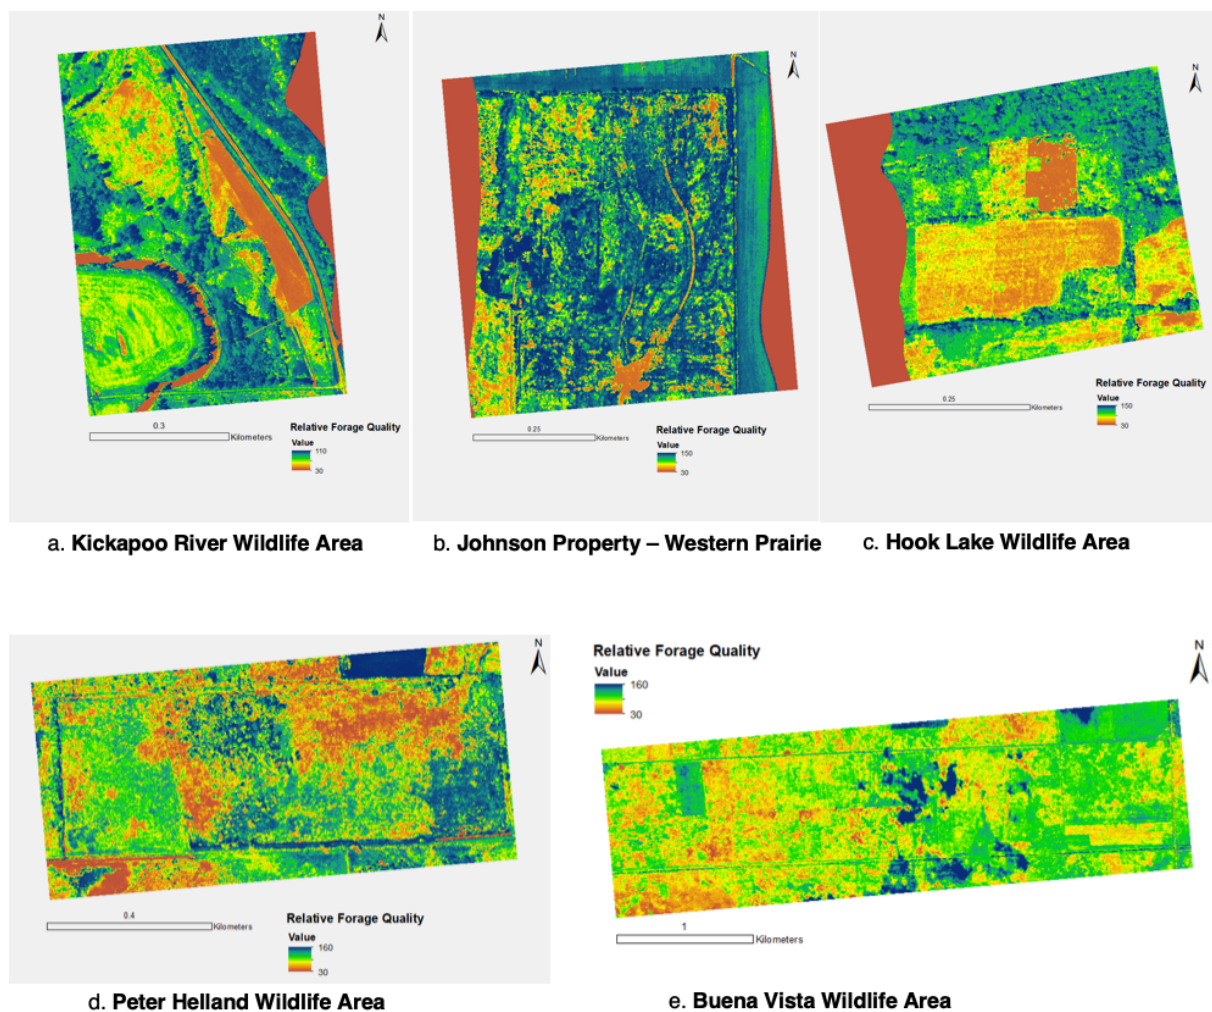 N
0.3
Kilometers
Relative Forage Quality
Value
110
30
a. Kickapoo River Wildlife Area
N
0.25
Kilometers
Relative Forage Quality
Value
150
30
b. Johnson Property – Western Prairie
N
0.25
Kilometers
Relative Forage Quality
Value
150
30
c. Hook Lake Wildlife Area
N
0.4
Kilometers
Relative Forage Quality
Value
160
30
d. Peter Helland Wildlife Area
Relative Forage Quality
Value
160
30
N
1
Kilometers
e. Buena Vista Wildlife Area